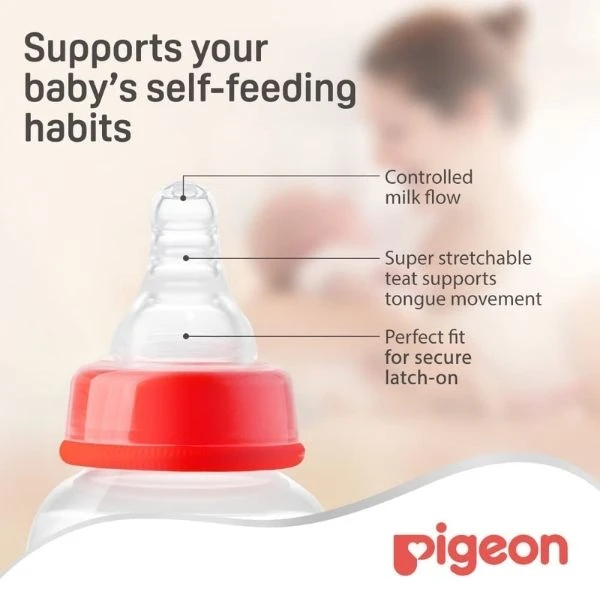 Supports your
baby's self-feeding
habits
Controlled
milk flow
Super stretchable
teat supports
tongue movement
Perfect fit
for secure
latch-on
pigeon